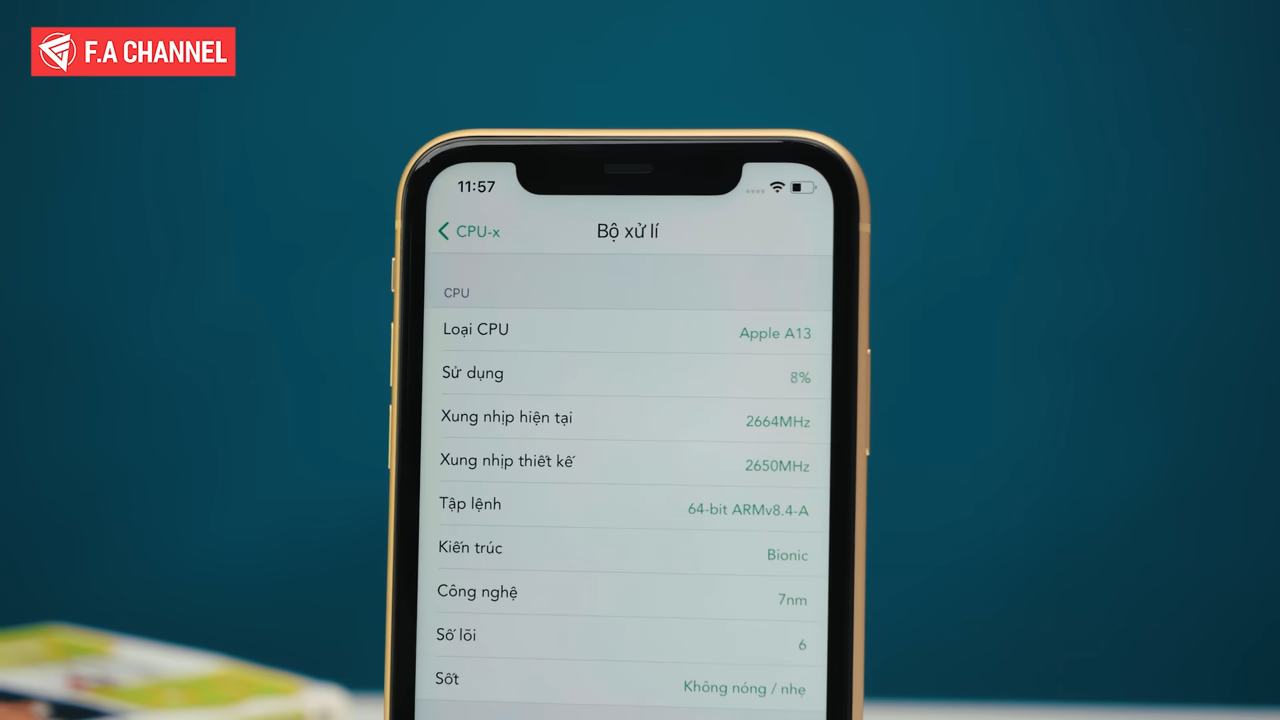 F.A CHANNEL
11:57
CPU-x
Bộ xử lí
CPU
Loại CPU Apple A13
Sử dụng 8%
Xung nhịp hiện tại 2664MHz
Xung nhịp thiết kế 2650MHz
Tập lệnh 64-bit ARMv8.4-A
Kiến trúc Bionic
Công nghệ 7nm
Số lõi 6
Sốt Không nóng / nhẹ